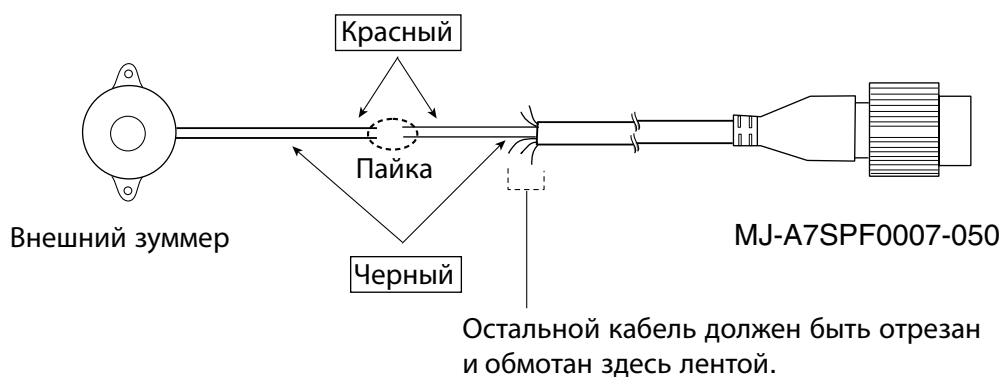 Красный
Пайка
Внешний зуммер
MJ-A7SPF0007-050
Черный
Остальной кабель должен быть отрезан
и обмотан здесь лентой.